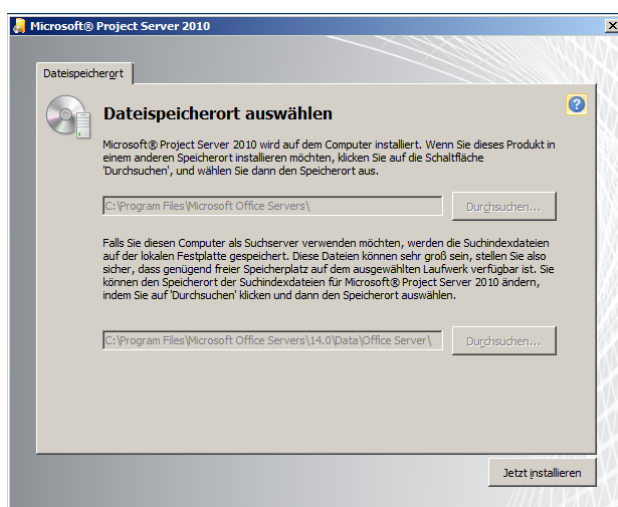 Microsoft® Project Server 2010
Dateispeicherort
Dateispeicherort auswählen
Microsoft® Project Server 2010 wird auf dem Computer installiert. Wenn Sie dieses Produkt in
einem anderen Speicherort installieren möchten, klicken Sie auf die Schaltfläche
'Durchsuchen', und wählen Sie dann den Speicherort aus.
C:\Program Files\Microsoft Office Servers\
Durchsuchen...
Falls Sie diesen Computer als Suchserver verwenden möchten, werden die Suchindexdateien
auf der lokalen Festplatte gespeichert. Diese Dateien können sehr groß sein, stellen Sie also
sicher, dass genügend freier Speicherplatz auf dem ausgewählten Laufwerk verfügbar ist. Sie
können den Speicherort der Suchindexdateien für Microsoft® Project Server 2010 ändern,
indem Sie auf 'Durchsuchen' klicken und dann den Speicherort auswählen.
C:\Program Files\Microsoft Office Servers\14.0\Data\Office Server\
Durchsuchen...
Jetzt installieren